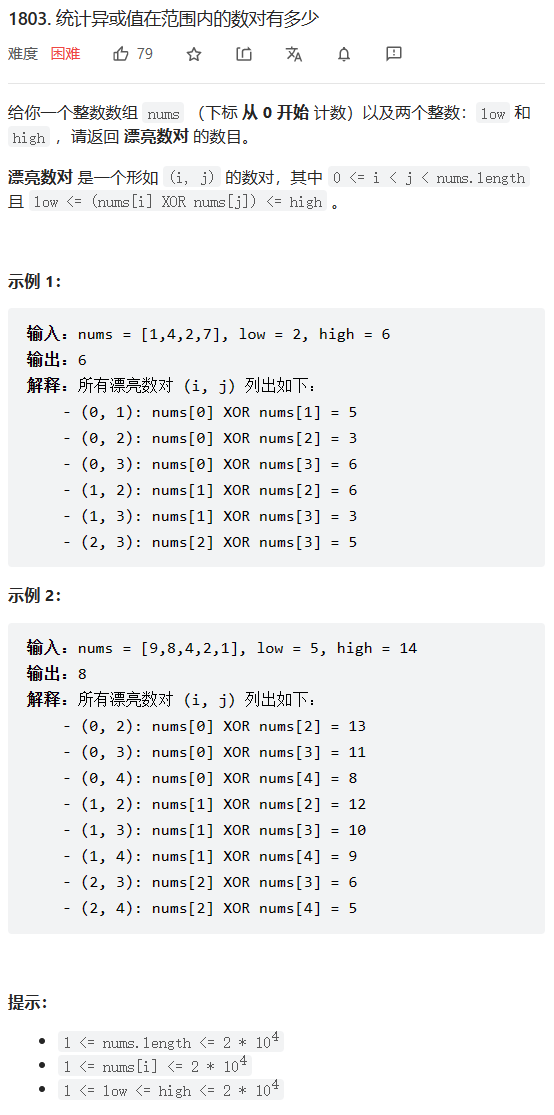 1803. 统计异或值在范围内的数对有多少
难度 困难 79
给你一个整数数组 nums （下标 从 0 开始 计数）以及两个整数：low 和
high ，请返回 漂亮数对 的数目。
漂亮数对 是一个形如 (i, j) 的数对，其中 0 <= i < j < nums.length
且 low <= (nums[i] XOR nums[j]) <= high 。
示例 1：
输入：nums = [1,4,2,7], low = 2, high = 6
输出：6
解释：所有漂亮数对 (i, j) 列出如下：
- (0, 1): nums[0] XOR nums[1] = 5
- (0, 2): nums[0] XOR nums[2] = 3
- (0, 3): nums[0] XOR nums[3] = 6
- (1, 2): nums[1] XOR nums[2] = 6
- (1, 3): nums[1] XOR nums[3] = 3
- (2, 3): nums[2] XOR nums[3] = 5
示例 2：
输入：nums = [9,8,4,2,1], low = 5, high = 14
输出：8
解释：所有漂亮数对 (i, j) 列出如下：
- (0, 2): nums[0] XOR nums[2] = 13
- (0, 3): nums[0] XOR nums[3] = 11
- (0, 4): nums[0] XOR nums[4] = 8
- (1, 2): nums[1] XOR nums[2] = 12
- (1, 3): nums[1] XOR nums[3] = 10
- (1, 4): nums[1] XOR nums[4] = 9
- (2, 3): nums[2] XOR nums[3] = 6
- (2, 4): nums[2] XOR nums[4] = 5
提示：
• 1 <= nums.length <= 2 * 10⁴
• 1 <= nums[i] <= 2 * 10⁴
• 1 <= low <= high <= 2 * 10⁴